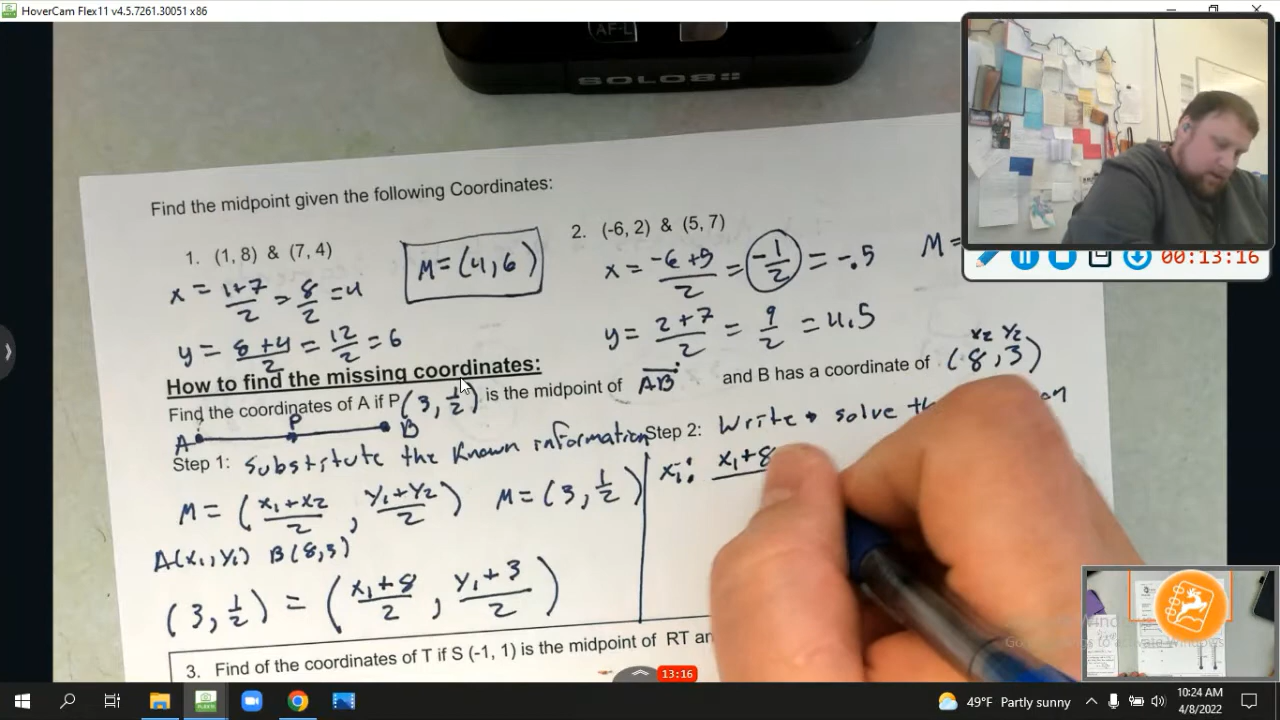 HoverCam Flex11 v4.5.7261.30051 x86
AF-L
SOLO8
00:13:16
Find the midpoint given the following Coordinates:
1. (1, 8) & (7, 4)
M = (4, 6)
x = 1+7/2 = 8/2 = 4
y = 8+4/2 = 12/2 = 6
2. (-6, 2) & (5, 7)
x = -6+5/2 = -1/2 = -.5
M =
y = 2+7/2 = 9/2 = 4.5
x2 y2
How to find the missing coordinates:
Find the coordinates of A if P(3, 1/2) is the midpoint of AB and B has a coordinate of (8, 3)
A P B
Step 1: Substitute the known information
M = (x1+x2/2, y1+y2/2) M = (3, 1/2)
A(x1, y1) B(8, 3)
(3, 1/2) = (x1+8/2, y1+3/2)
Step 2: Write + solve th
x1: x1+8
3. Find of the coordinates of T if S (-1, 1) is the midpoint of RT an
13:16
49°F Partly sunny
10:24 AM
4/8/2022